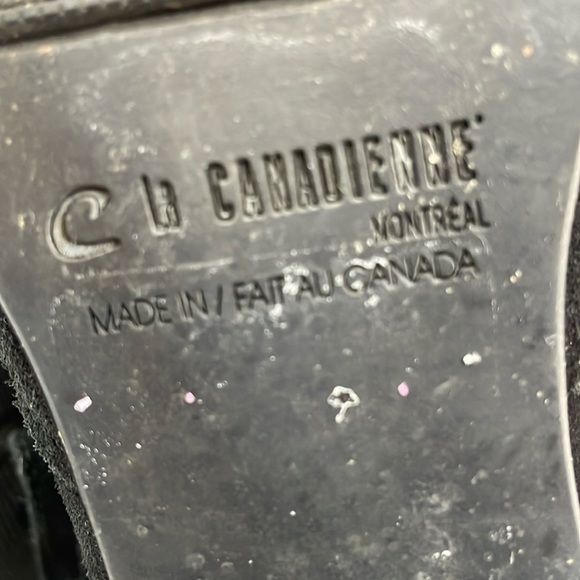 C la CANADIENNE
MONTRÉAL
MADE IN / FAIT AU CANADA